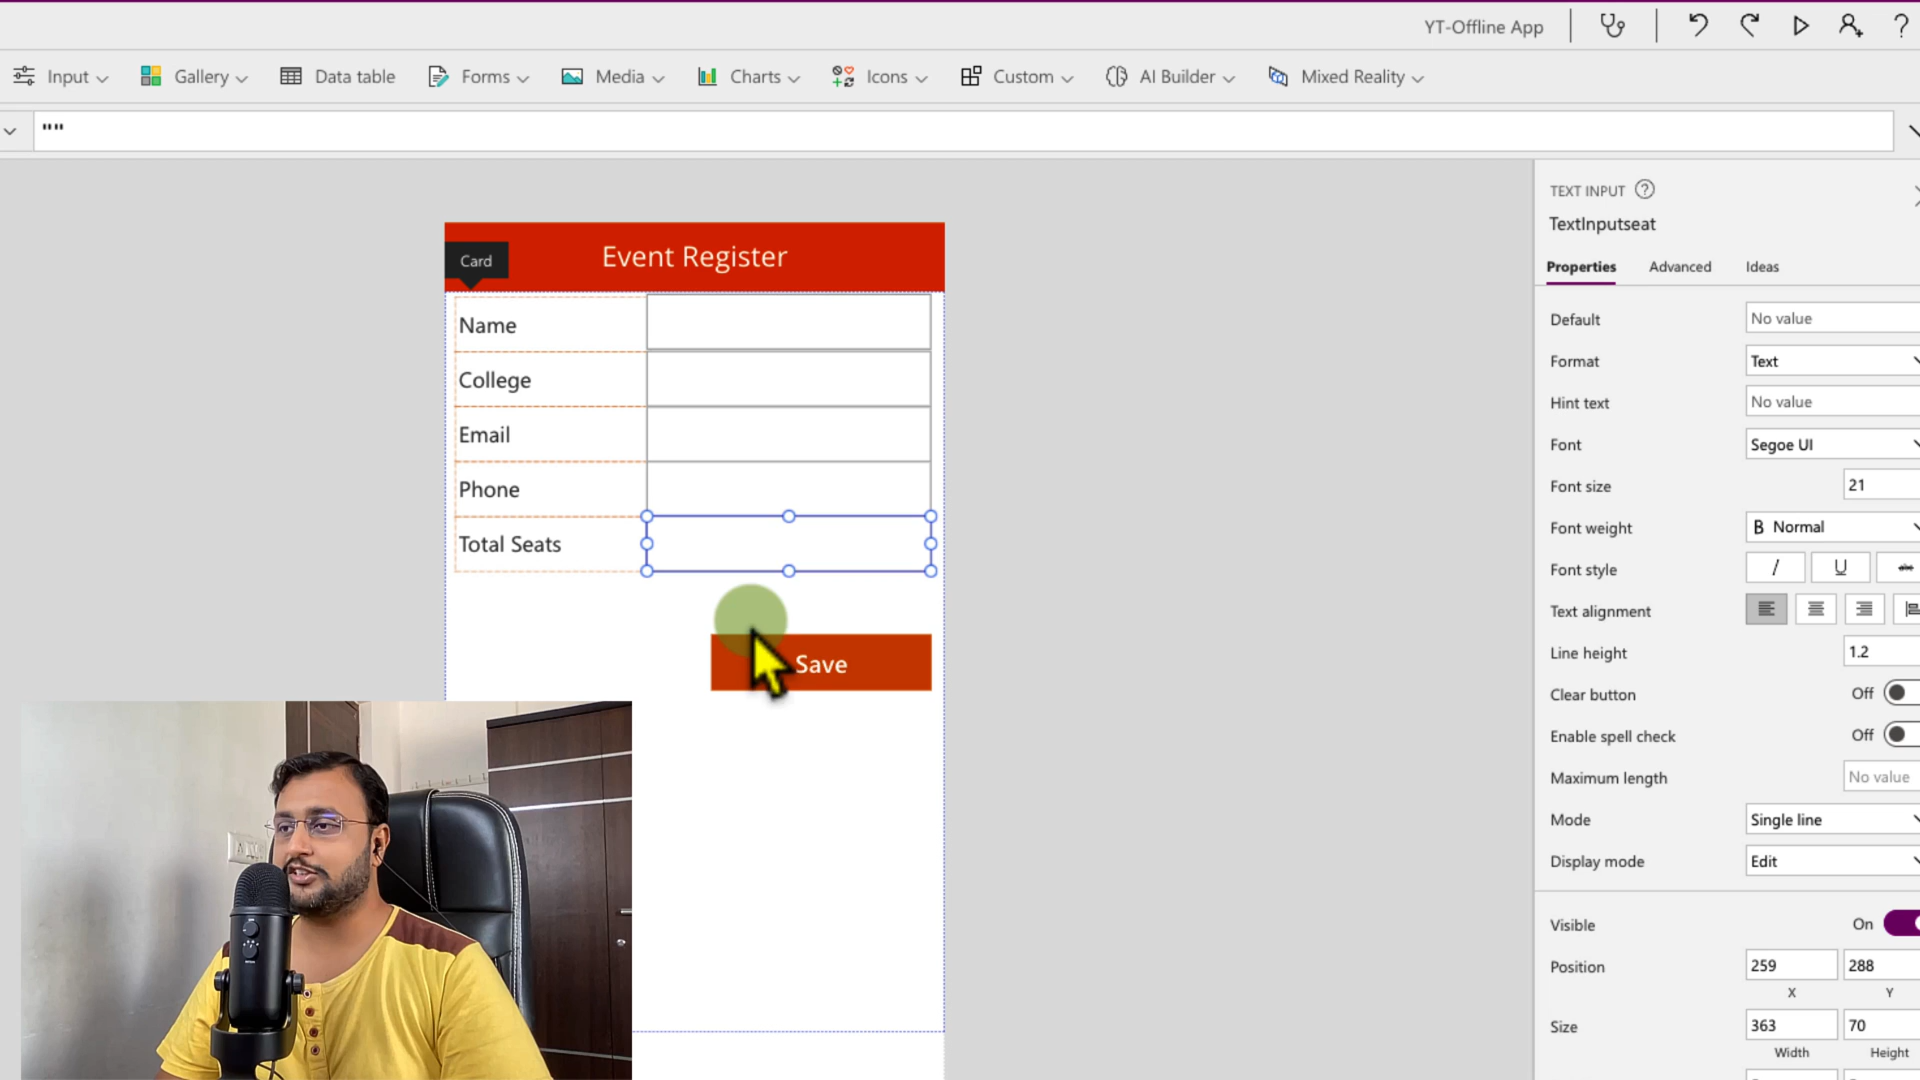 YT-Offline App
?
Input
Gallery
Data table
Forms
Media
Charts
Icons
Custom
AI Builder
Mixed Reality
""
TEXT INPUT ?
TextInputseat
Properties Advanced Ideas
Default No value
Format Text
Hint text No value
Font Segoe UI
Font size 21
Font weight B Normal
Font style / U
Text alignment
Line height 1.2
Clear button Off
Enable spell check Off
Maximum length No value
Mode Single line
Display mode Edit
Visible On
Position 259 288
X Y
Size 363 70
Width Height
Card
Event Register
Name
College
Email
Phone
Total Seats
Save